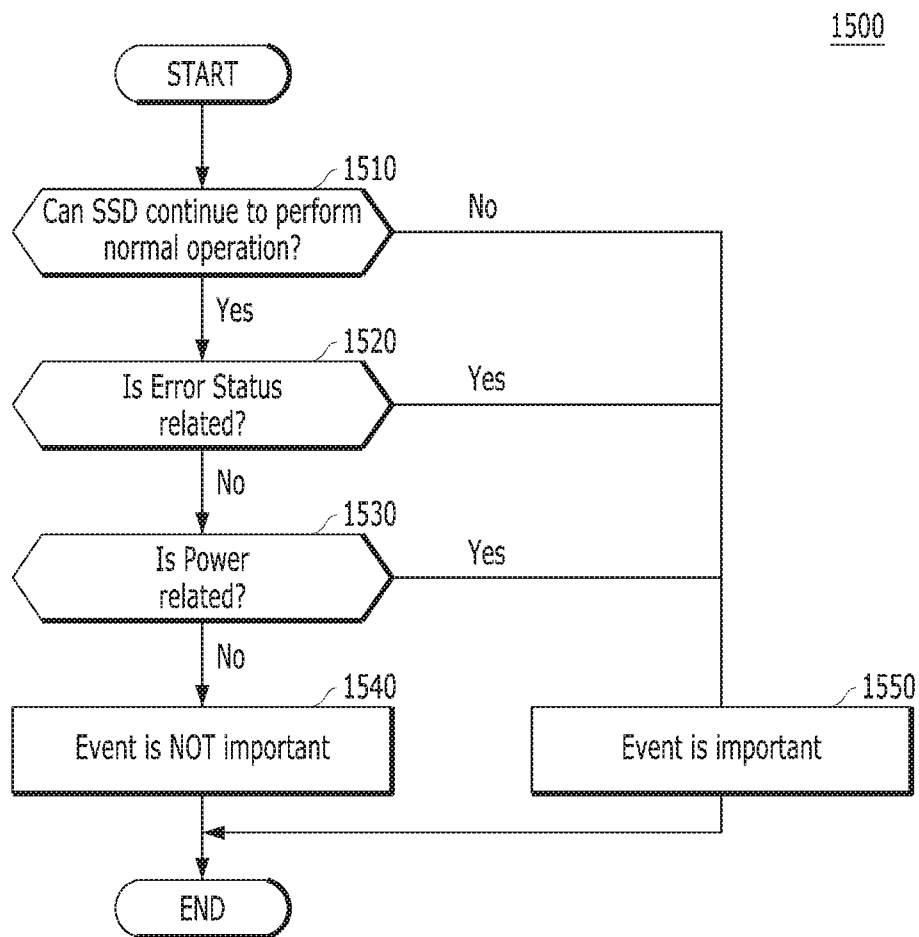 1500
START
1510
Can SSD continue to perform
normal operation?
No
Yes
1520
Is Error Status
related?
Yes
No
1530
Is Power
related?
Yes
No
1540
Event is NOT important
1550
Event is important
END